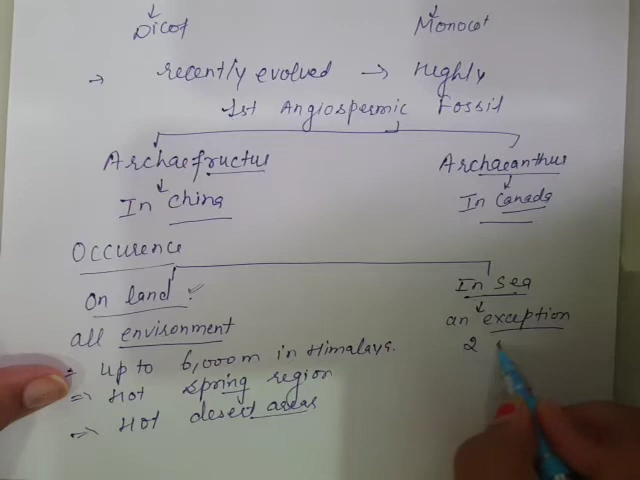 Dicot Monocot
→ recently evolved → Highly
1st Angiospermic Fossil
Archaefructus Archaeanthus
In China In Canada
Occurence
On land: In sea
all environment an exception
up to 6,000m in Himalaya. 2
⇒ Hot spring region
⇒ Hot desert areas